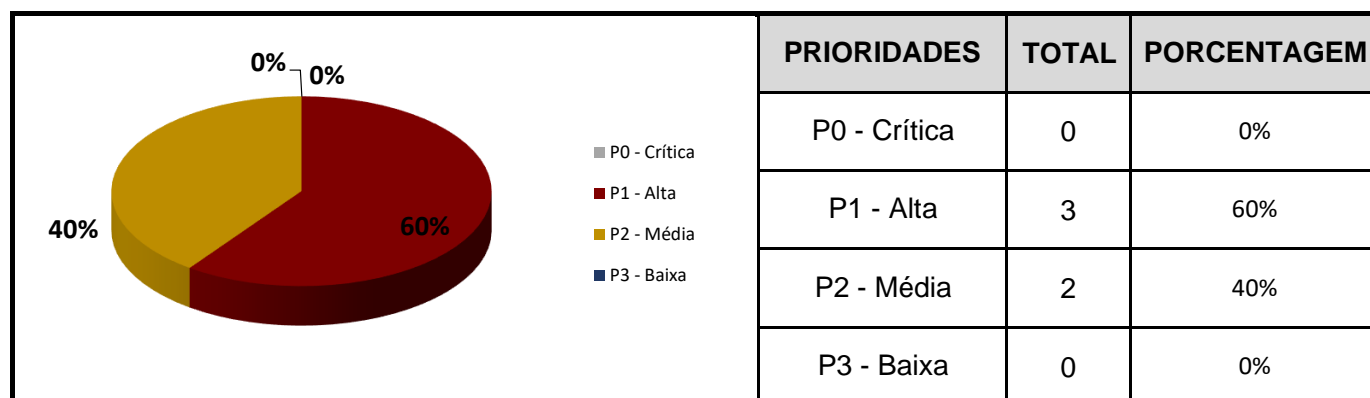 0%
0%
40%
60%
P0 - Crítica
P1 - Alta
P2 - Média
P3 - Baixa
PRIORIDADES TOTAL PORCENTAGEM
P0 - Crítica 0 0%
P1 - Alta 3 60%
P2 - Média 2 40%
P3 - Baixa 0 0%